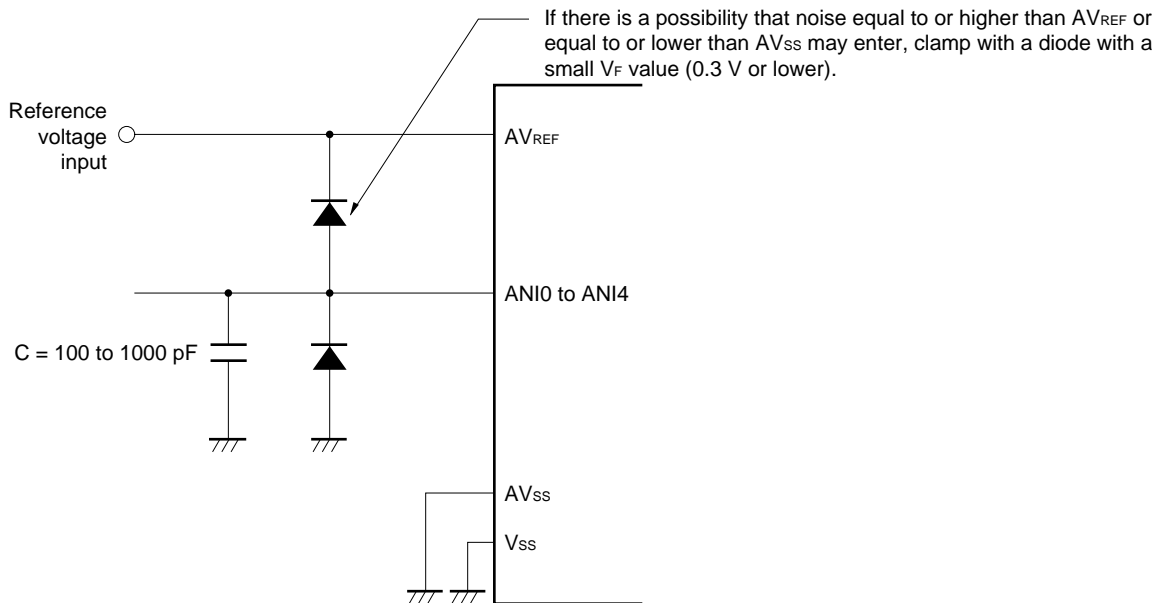 If there is a possibility that noise equal to or higher than AVREF or
equal to or lower than AVSS may enter, clamp with a diode with a
small VF value (0.3 V or lower).
Reference
voltage
input
AVREF
ANI0 to ANI4
C = 100 to 1000 pF
AVSS
VSS